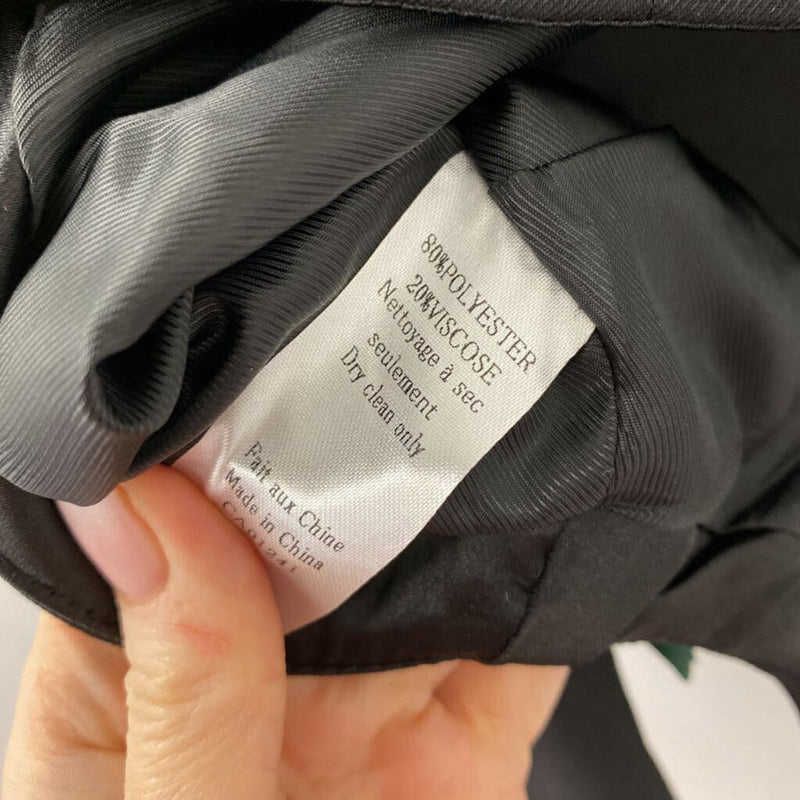 80%POLYESTER
20%VISCOSE
Nettoyage à sec
seulement
Dry clean only
Fait aux Chine
Made in China